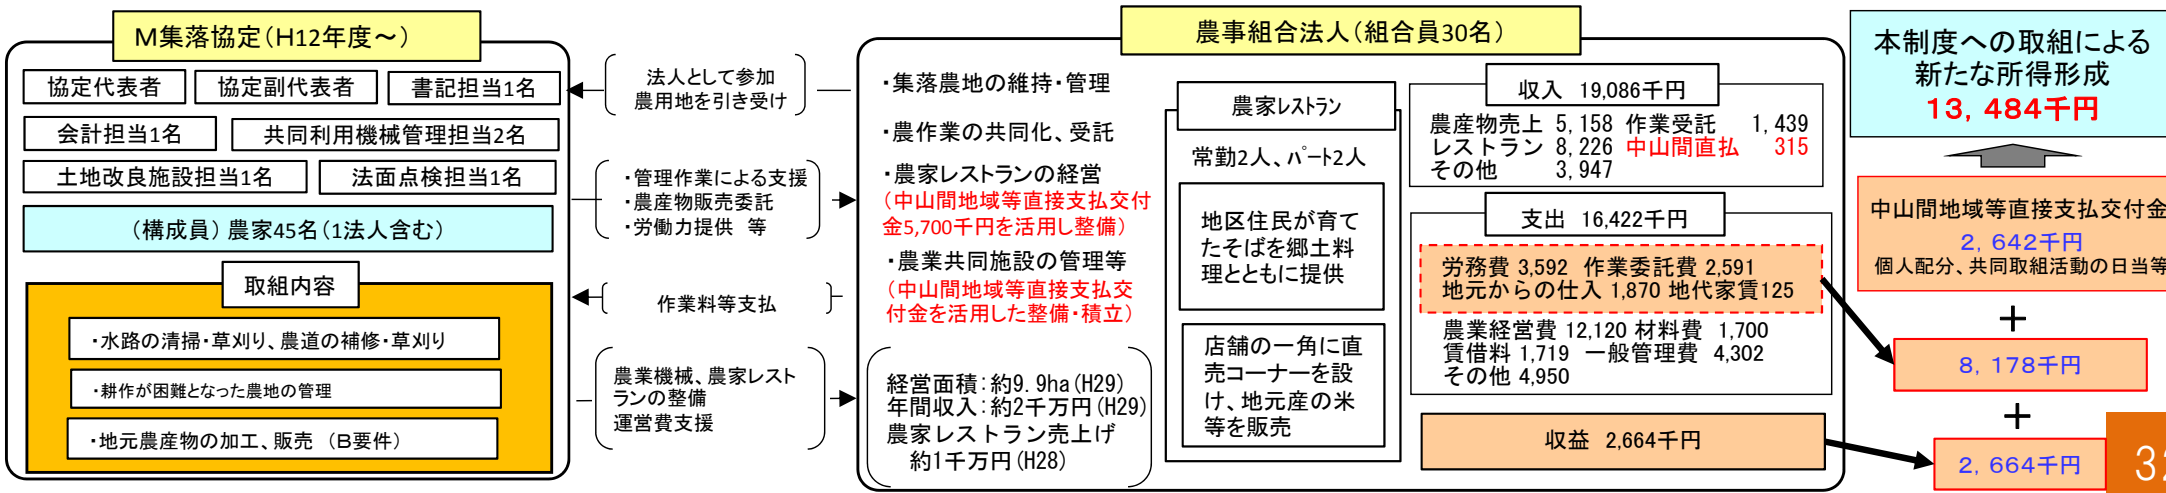 M集落協定(H12年度～)
協定代表者
協定副代表者
書記担当1名
会計担当1名
共同利用機械管理担当2名
土地改良施設担当1名
法面点検担当1名
(構成員)農家45名(1法人含む)
取組内容
・水路の清掃・草刈り、農道の補修・草刈り
・耕作が困難となった農地の管理
・地元農産物の加工、販売 (B要件)
法人として参加
農用地を引き受け
・管理作業による支援
・農産物販売委託
・労働力提供 等
作業料等支払
農業機械、農家レスト
ランの整備
運営費支援
農事組合法人(組合員30名)
・集落農地の維持・管理
・農作業の共同化、受託
・農家レストランの経営
(中山間地域等直接支払交付
金5,700千円を活用し整備)
・農業共同施設の管理等
(中山間地域等直接支払交
付金を活用した整備・積立)
経営面積:約9.9ha(H29)
年間収入:約2千万円(H29)
農家レストラン売上げ
約1千万円(H28)
農家レストラン
常勤2人、パート2人
地区住民が育て
たそばを郷土料
理とともに提供
店舗の一角に直
売コーナーを設
け、地元産の米
等を販売
収入 19,086千円
農産物売上 5,158 作業受託 1,439
レストラン 8,226 中山間直払 315
その他 3,947
支出 16,422千円
労務費 3,592 作業委託費 2,591
地元からの仕入 1,870 地代家賃125
農業経営費 12,120 材料費 1,700
賃借料 1,719 一般管理費 4,302
その他 4,950
収益 2,664千円
本制度への取組による
新たな所得形成
13,484千円
中山間地域等直接支払交付金
2,642千円
個人配分、共同取組活動の日当等
+
8,178千円
+
2,664千円
32